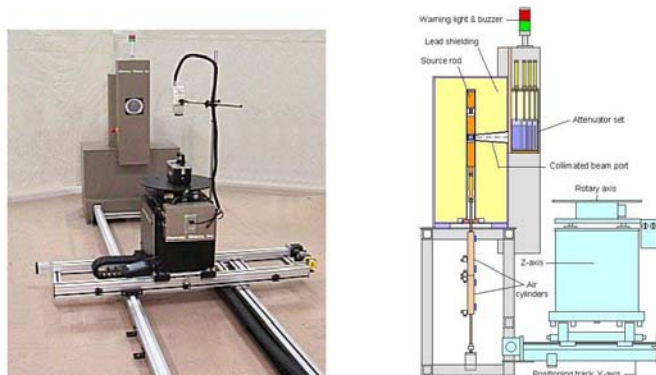 Warning light & buzzer
Lead shielding
Source rod
Attenuator set
Collimated beam port
Rotary axis
Z-axis
Air
cylinders
Positioning track, X-axis